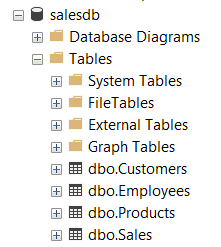 salesdb
Database Diagrams
Tables
System Tables
FileTables
External Tables
Graph Tables
dbo.Customers
dbo.Employees
dbo.Products
dbo.Sales